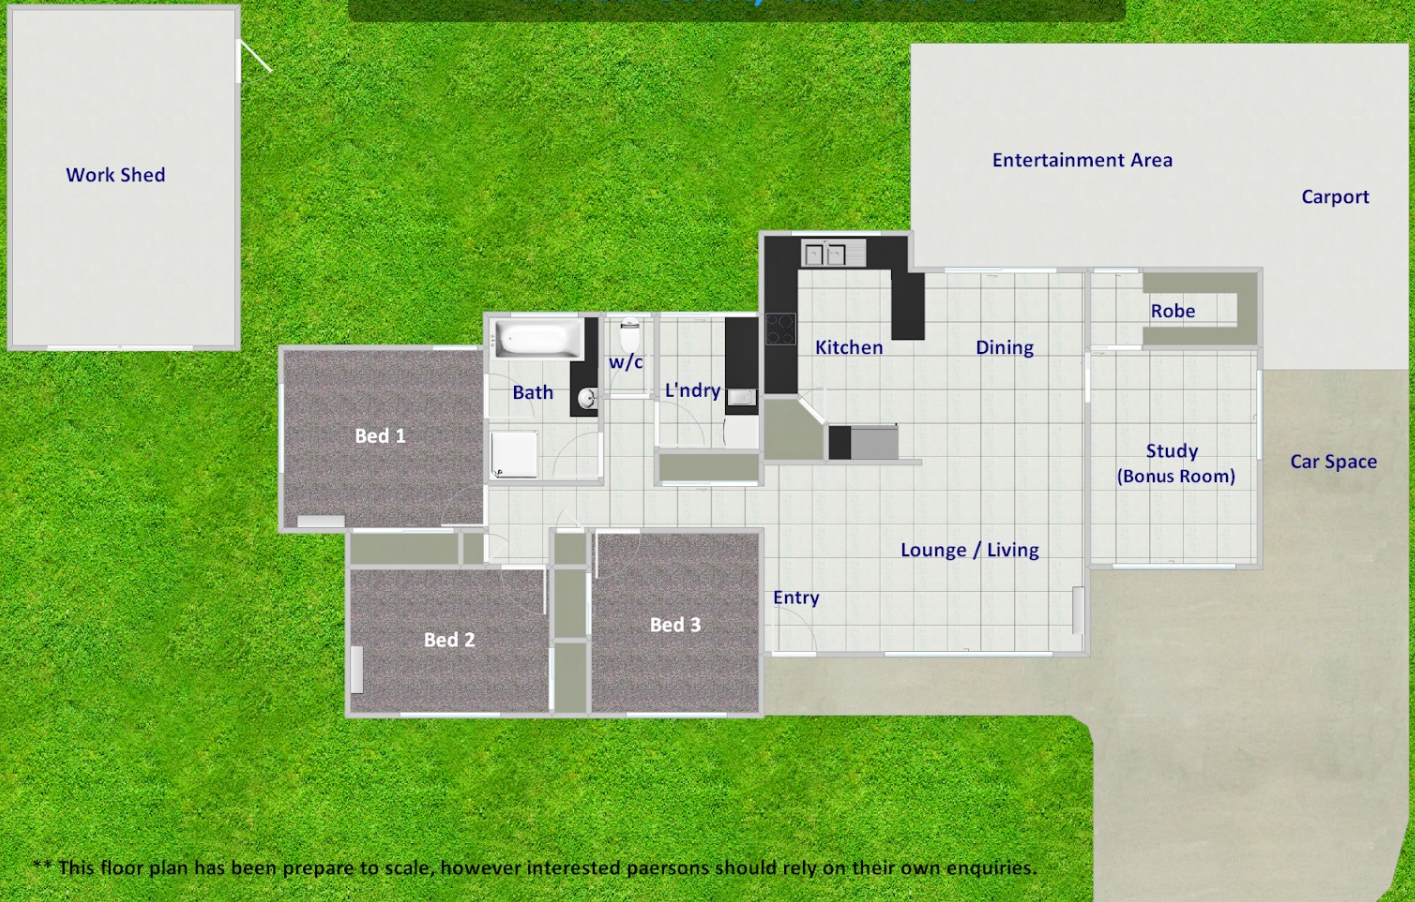 Work Shed
Entertainment Area
Carport
Robe
Kitchen
Dining
w/c
Bath
L'ndry
Bed 1
Study
(Bonus Room)
Car Space
Lounge / Living
Entry
Bed 2
Bed 3
** This floor plan has been prepare to scale, however interested paersons should rely on their own enquiries.